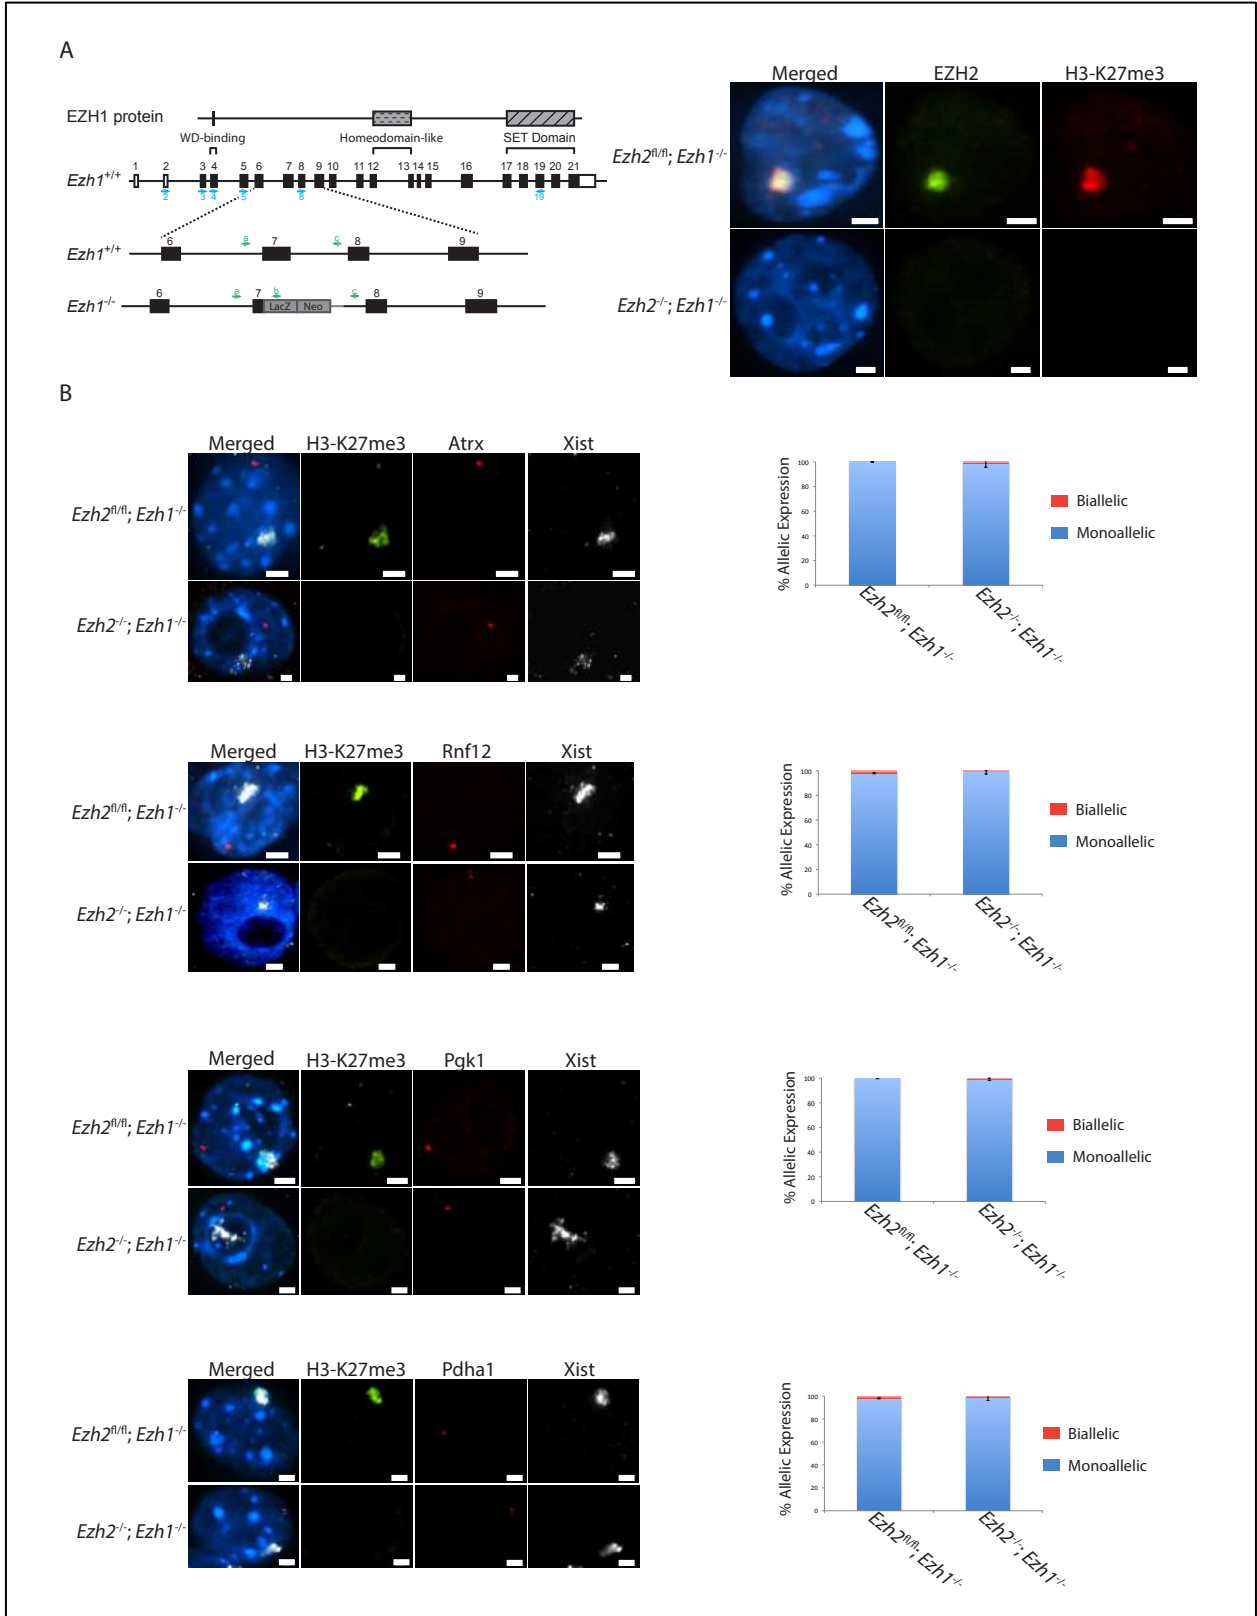 A
EZH1 protein
WD-binding
Homeodomain-like
SET Domain
Ezh1+/+
1 2 3 4 5 6 7 8 9 10 11 12 13 14 15 16 17 18 19 20 21
2 3 4 5 8 19
Ezh1+/+
6 a 7 c 8 9
Ezh1-/-
6 a 7 b c 8 9
LacZ Neo
Merged EZH2 H3-K27me3
Ezh2fl/fl; Ezh1-/-
Ezh2-/-; Ezh1-/-
B
Merged H3-K27me3 Atrx Xist
Ezh2fl/fl; Ezh1-/-
Ezh2-/-; Ezh1-/-
% Allelic Expression
100
80
60
40
20
0
Ezh2fl/fl; Ezh1-/-
Ezh2-/-; Ezh1-/-
Biallelic
Monoallelic
Merged H3-K27me3 Rnf12 Xist
Ezh2fl/fl; Ezh1-/-
Ezh2-/-; Ezh1-/-
% Allelic Expression
100
80
60
40
20
0
Ezh2fl/fl; Ezh1-/-
Ezh2-/-; Ezh1-/-
Biallelic
Monoallelic
Merged H3-K27me3 Pgk1 Xist
Ezh2fl/fl; Ezh1-/-
Ezh2-/-; Ezh1-/-
% Allelic Expression
100
80
60
40
20
0
Ezh2fl/fl; Ezh1-/-
Ezh2-/-; Ezh1-/-
Biallelic
Monoallelic
Merged H3-K27me3 Pdha1 Xist
Ezh2fl/fl; Ezh1-/-
Ezh2-/-; Ezh1-/-
% Allelic Expression
100
80
60
40
20
0
Ezh2fl/fl; Ezh1-/-
Ezh2-/-; Ezh1-/-
Biallelic
Monoallelic